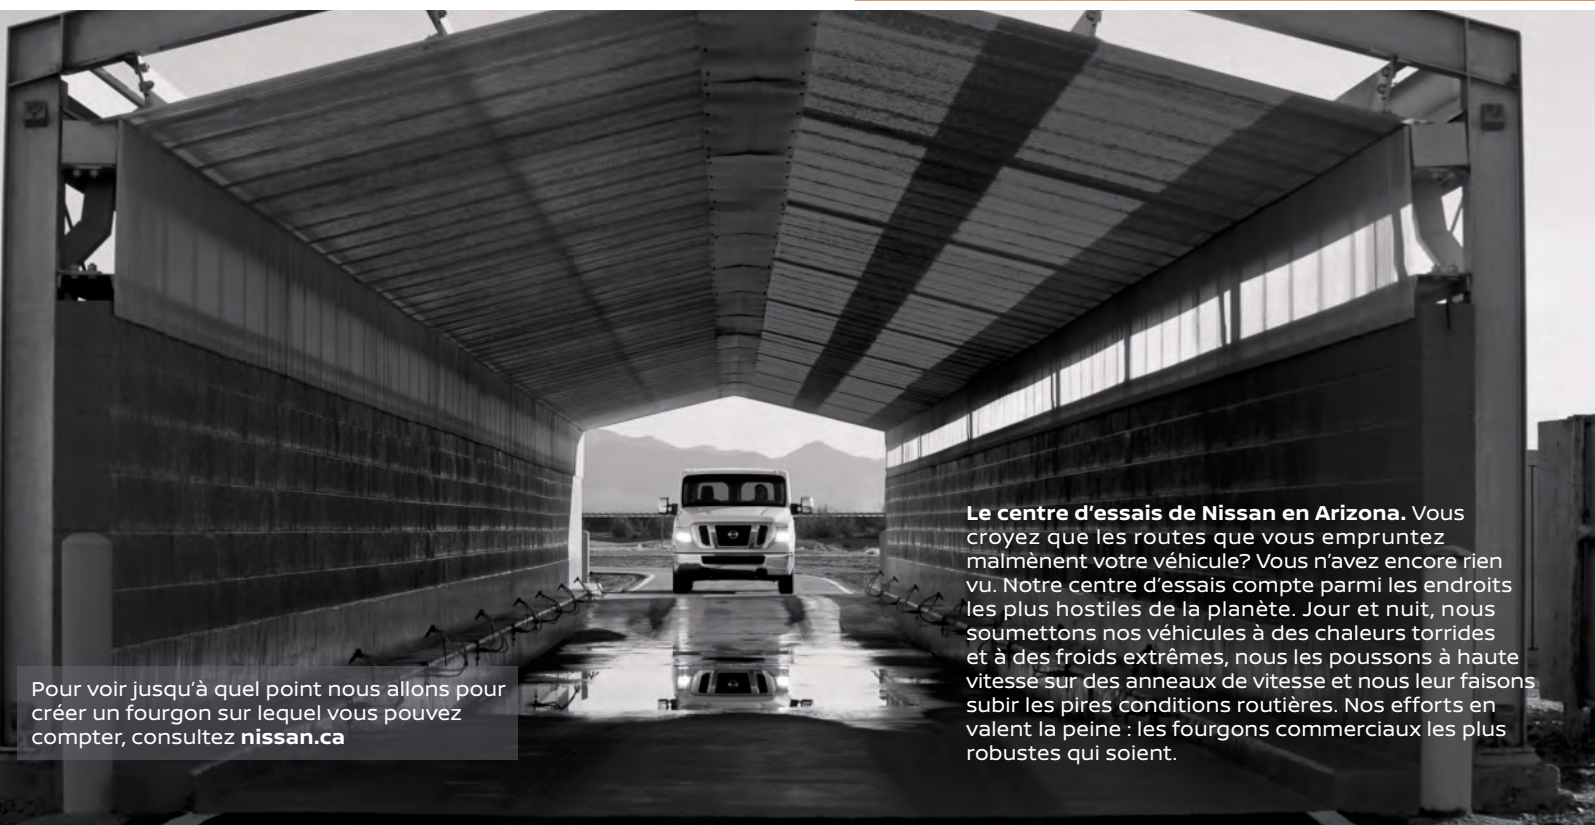 Le centre d'essais de Nissan en Arizona. Vous
croyez que les routes que vous empruntez
malmènent votre véhicule? Vous n'avez encore rien
vu. Notre centre d'essais compte parmi les endroits
les plus hostiles de la planète. Jour et nuit, nous
soumettons nos véhicules à des chaleurs torrides
et à des froids extrêmes, nous les poussons à haute
vitesse sur des anneaux de vitesse et nous leur faisons
subir les pires conditions routières. Nos efforts en
valent la peine : les fourgons commerciaux les plus
robustes qui soient.
Pour voir jusqu'à quel point nous allons pour
créer un fourgon sur lequel vous pouvez
compter, consultez nissan.ca